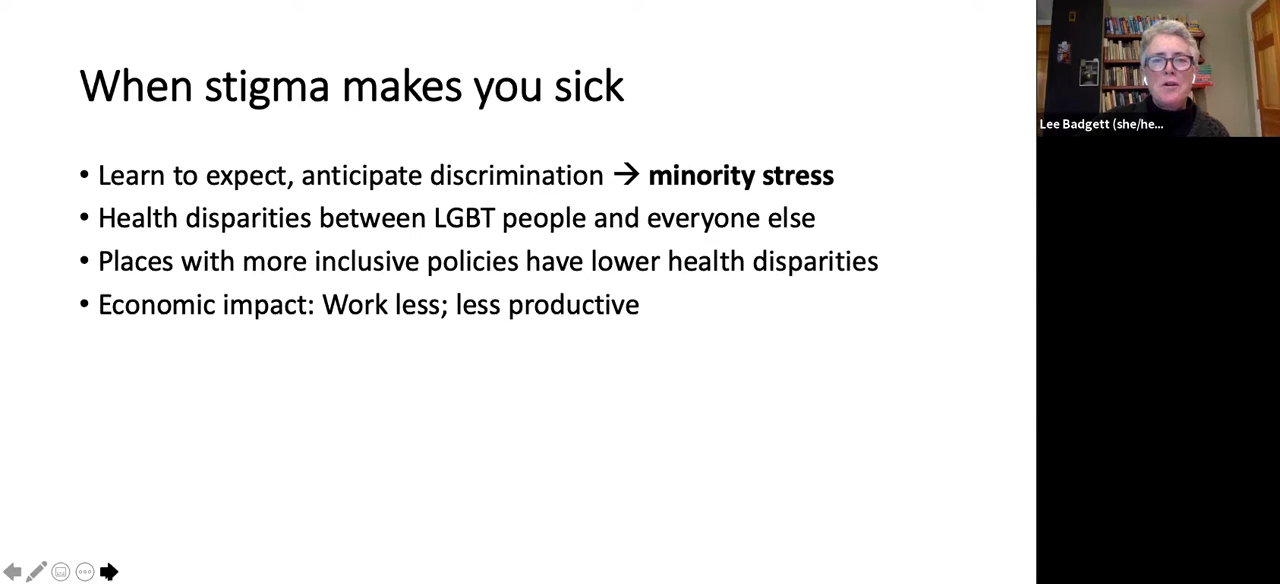 When stigma makes you sick
• Learn to expect, anticipate discrimination → minority stress
• Health disparities between LGBT people and everyone else
• Places with more inclusive policies have lower health disparities
• Economic impact: Work less; less productive
Lee Badgett (she/he...